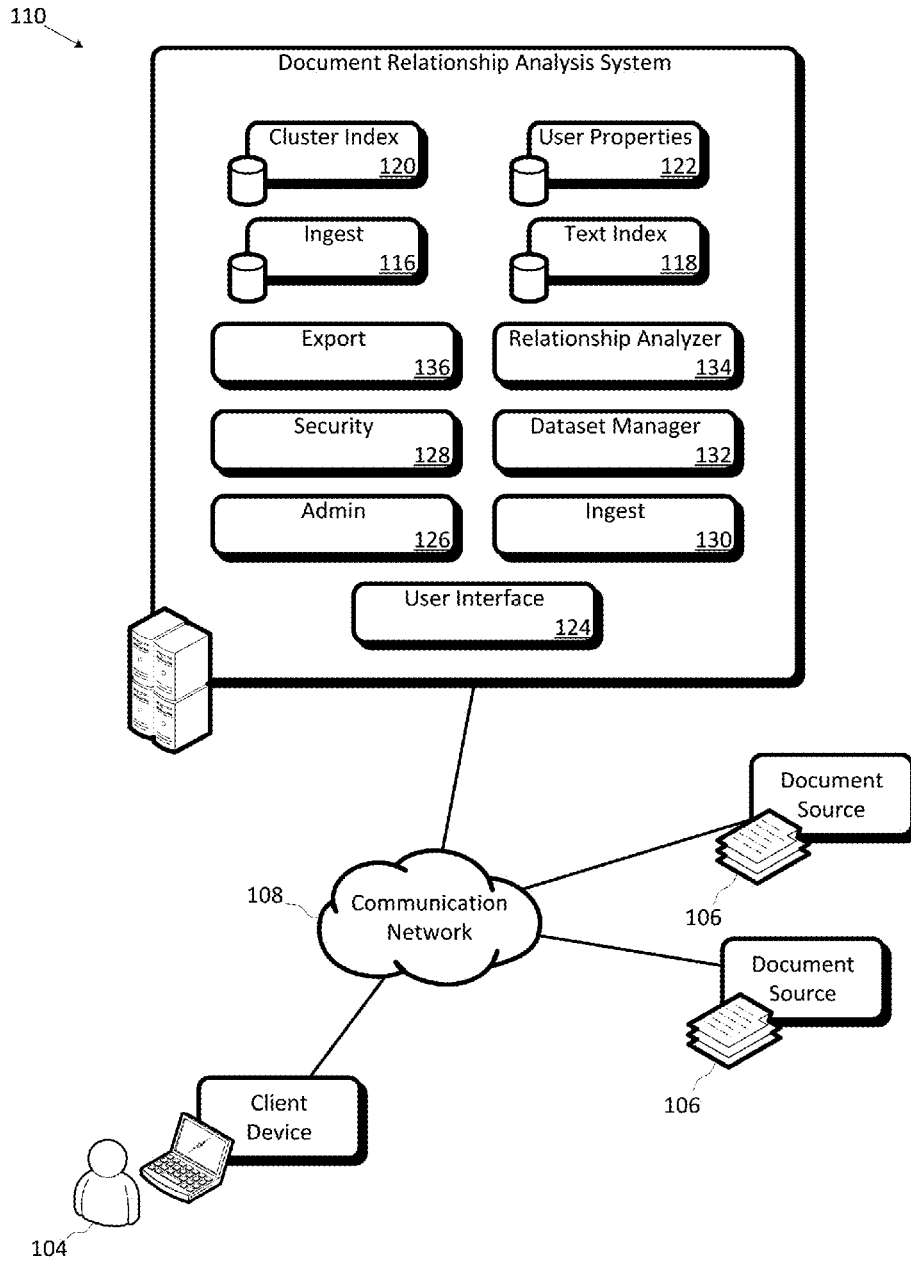 110
Document Relationship Analysis System
Cluster Index
120
User Properties
122
Ingest
116
Text Index
118
Export
136
Relationship Analyzer
134
Security
128
Dataset Manager
132
Admin
126
Ingest
130
User Interface
124
Document
Source
106
108
Communication
Network
Document
Source
106
Client
Device
104